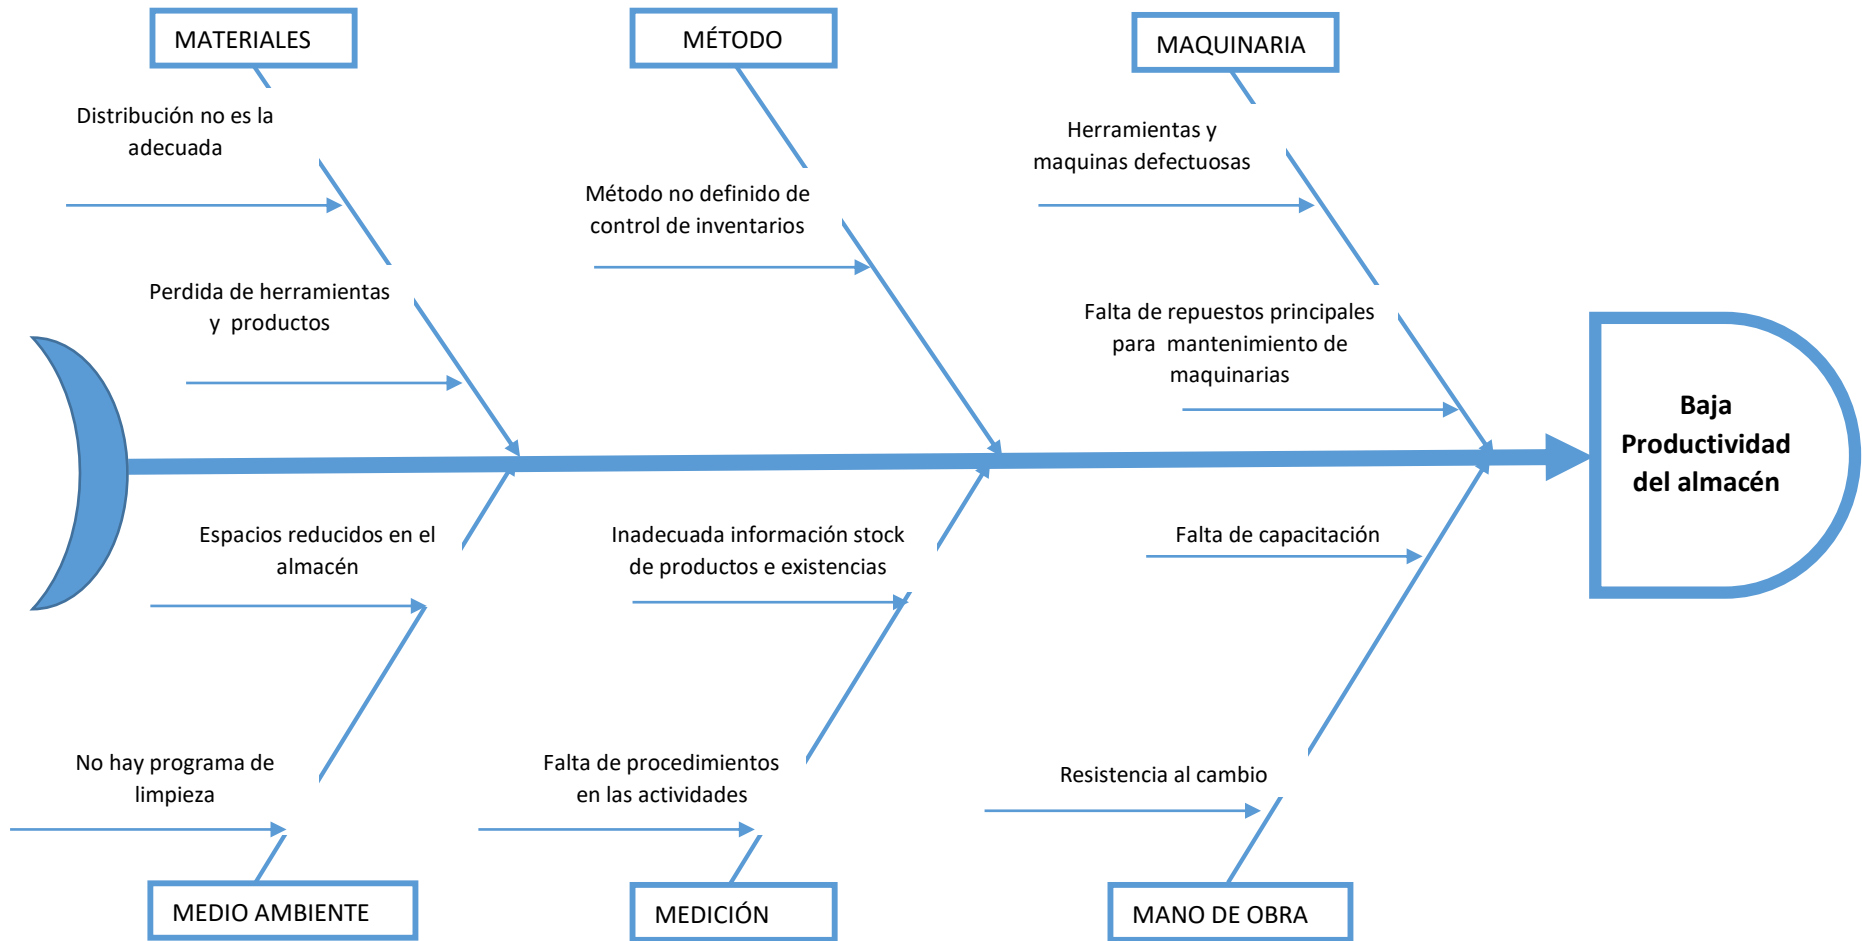 MATERIALES
MÉTODO
MAQUINARIA
Distribución no es la
adecuada
Herramientas y
maquinas defectuosas
Método no definido de
control de inventarios
Perdida de herramientas
y productos
Falta de repuestos principales
para mantenimiento de
maquinarias
Baja
Productividad
del almacén
Espacios reducidos en el
almacén
Inadecuada información stock
de productos e existencias
Falta de capacitación
No hay programa de
limpieza
Falta de procedimientos
en las actividades
Resistencia al cambio
MEDIO AMBIENTE
MEDICIÓN
MANO DE OBRA